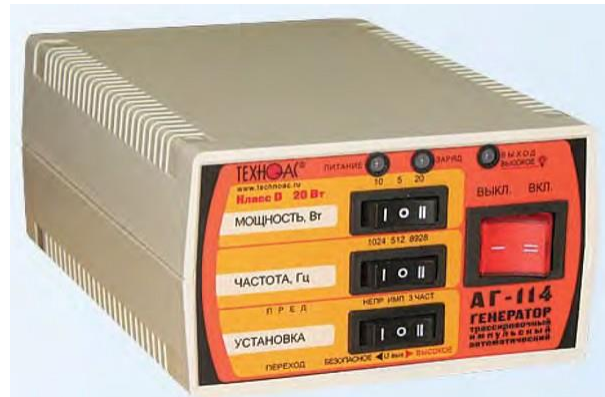 ТЕХНОАС®
www.technoac.ru
Класс D 20 Вт
ПИТАНИЕ ЗАРЯД ВЫХОД
ВЫСОКОЕ
10 5 20
МОЩНОСТЬ, Вт
I O II
ВЫКЛ. ВКЛ.
– =
1024 512 8928
ЧАСТОТА, Гц
I O II
П Р Е Д
НЕПР ИМП 3 ЧАСТ
УСТАНОВКА
I O II
ПЕРЕХОД
БЕЗОПАСНОЕ ◄ U вых ► ВЫСОКОЕ
АГ-114
ГЕНЕРАТОР
трассировочный
импульсный
автоматический